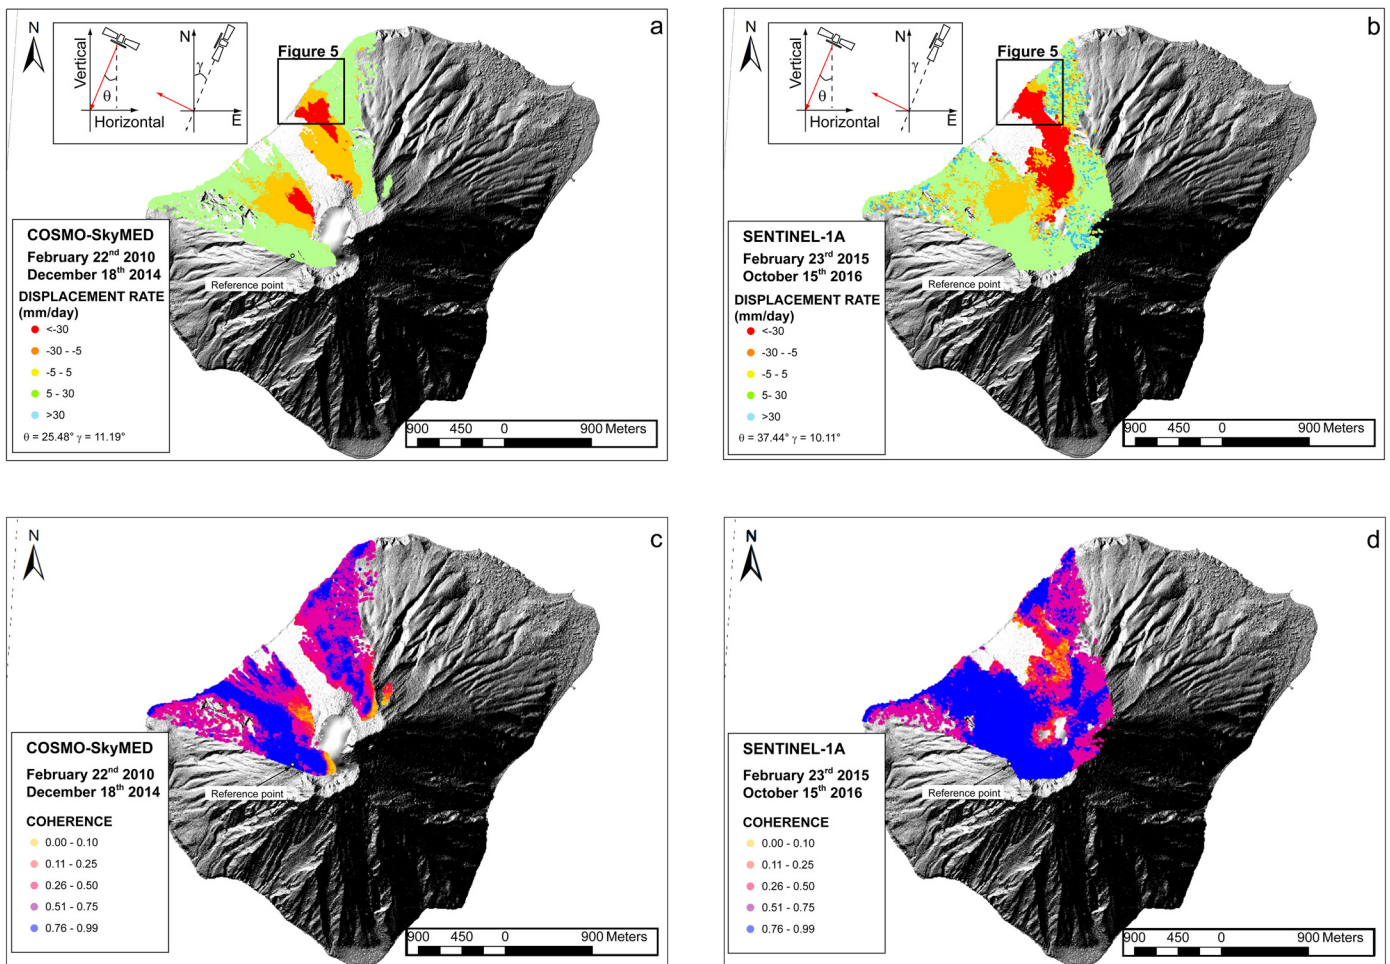 a
N
Vertical
θ
Horizontal
N
γ
E
Figure 5
COSMO-SkyMED
February 22nd 2010
December 18th 2014
Reference point
DISPLACEMENT RATE
(mm/day)
<-30
-30 - -5
-5 - 5
5 - 30
>30
θ = 25.48° γ = 11.19°
900 450 0 900 Meters
b
N
Vertical
θ
Horizontal
N
γ
E
Figure 5
SENTINEL-1A
February 23rd 2015
October 15th 2016
Reference point
DISPLACEMENT RATE
(mm/day)
<-30
-30 - -5
-5 - 5
5- 30
>30
θ = 37.44° γ = 10.11°
900 450 0 900 Meters
c
N
COSMO-SkyMED
February 22nd 2010
December 18th 2014
Reference point
COHERENCE
0.00 - 0.10
0.11 - 0.25
0.26 - 0.50
0.51 - 0.75
0.76 - 0.99
900 450 0 900 Meters
d
N
SENTINEL-1A
February 23rd 2015
October 15th 2016
Reference point
COHERENCE
0.00 - 0.10
0.11 - 0.25
0.26 - 0.50
0.51 - 0.75
0.76 - 0.99
900 450 0 900 Meters